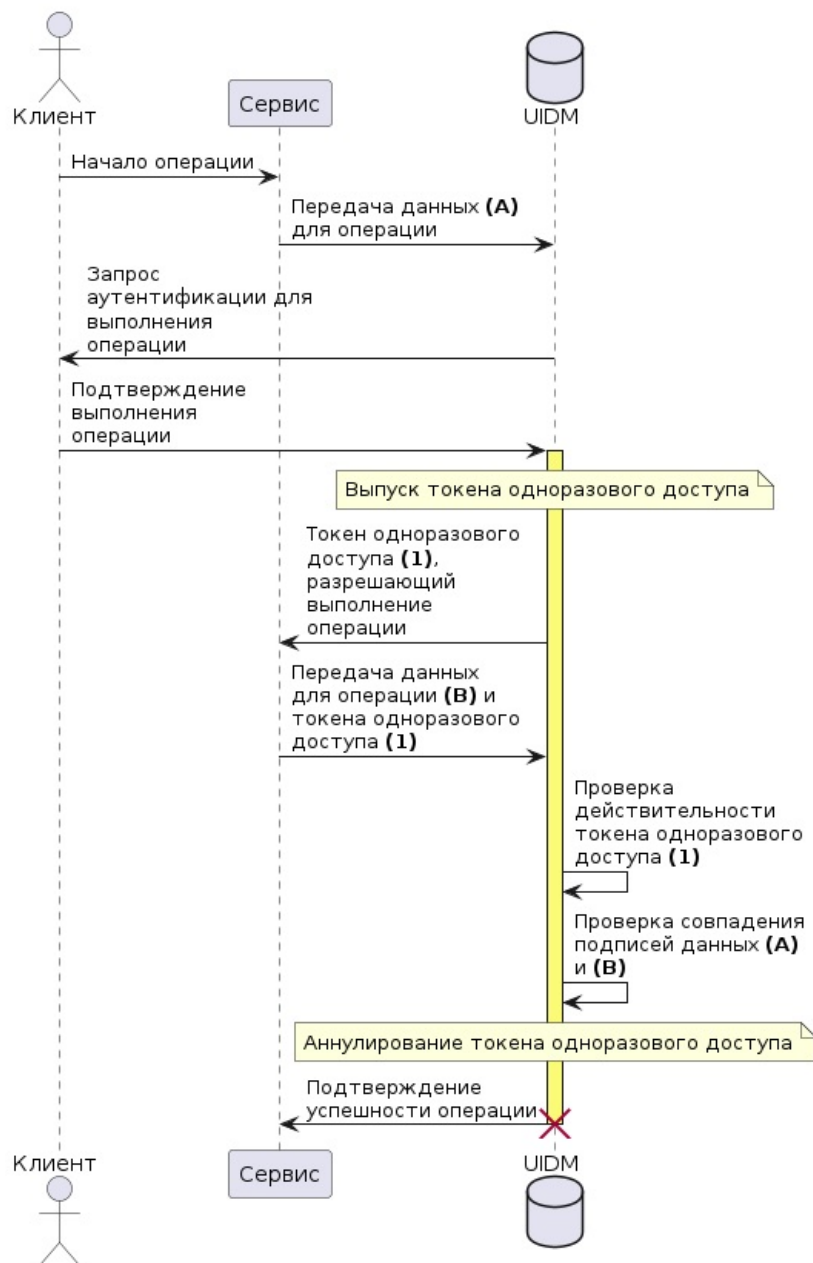 Клиент
Сервис
UIDM
Начало операции
Передача данных (A)
для операции
Запрос
аутентификации для
выполнения
операции
Подтверждение
выполнения
операции
Выпуск токена одноразового доступа
Токен одноразового
доступа (1),
разрешающий
выполнение
операции
Передача данных
для операции (B) и
токена одноразового
доступа (1)
Проверка
действительности
токена одноразового
доступа (1)
Проверка совпадения
подписей данных (A)
и (B)
Аннулирование токена одноразового доступа
Подтверждение
успешности операции
Клиент
Сервис
UIDM